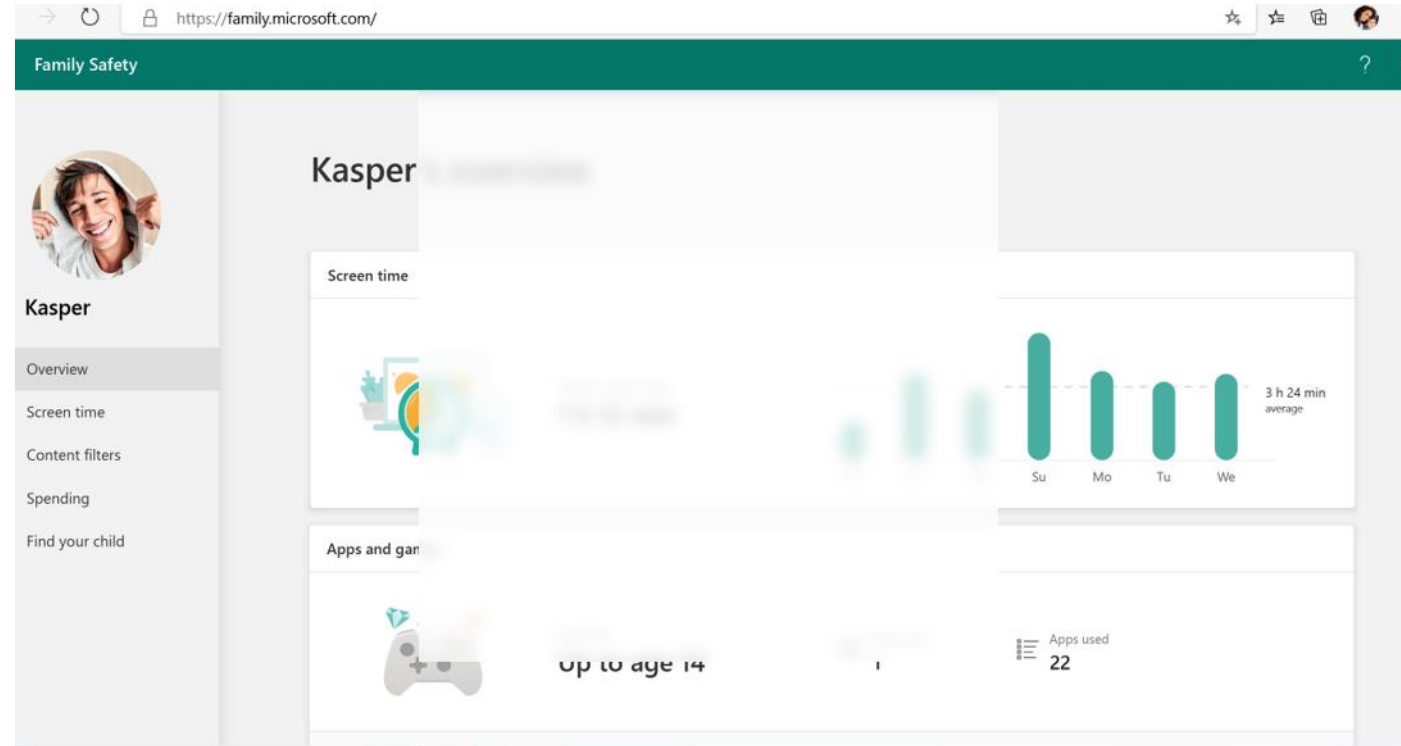 https://family.microsoft.com/
Family Safety
?
Kasper
Kasper
Overview
Screen time
Content filters
Spending
Find your child
Screen time
3 h 24 min
average
Su Mo Tu We
Apps and gam
Up to age 14
Apps used
22